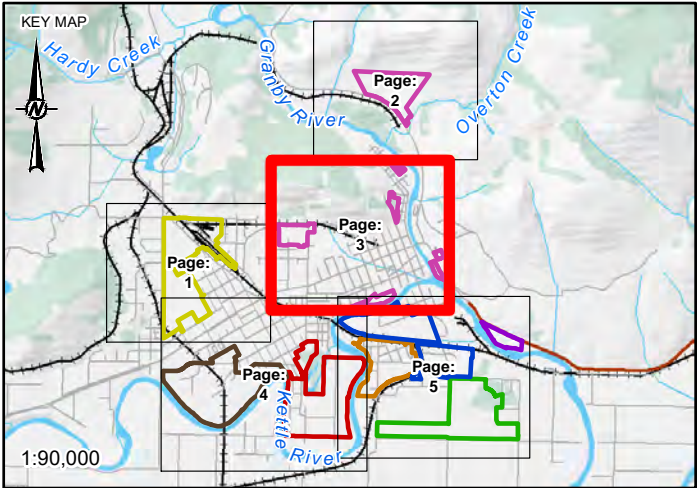 KEY MAP
N
Hardy Creek
Granby River
Overton Creek
Page:
2
Page:
3
Page:
1
Page:
4
Page:
5
Kettle River
1:90,000